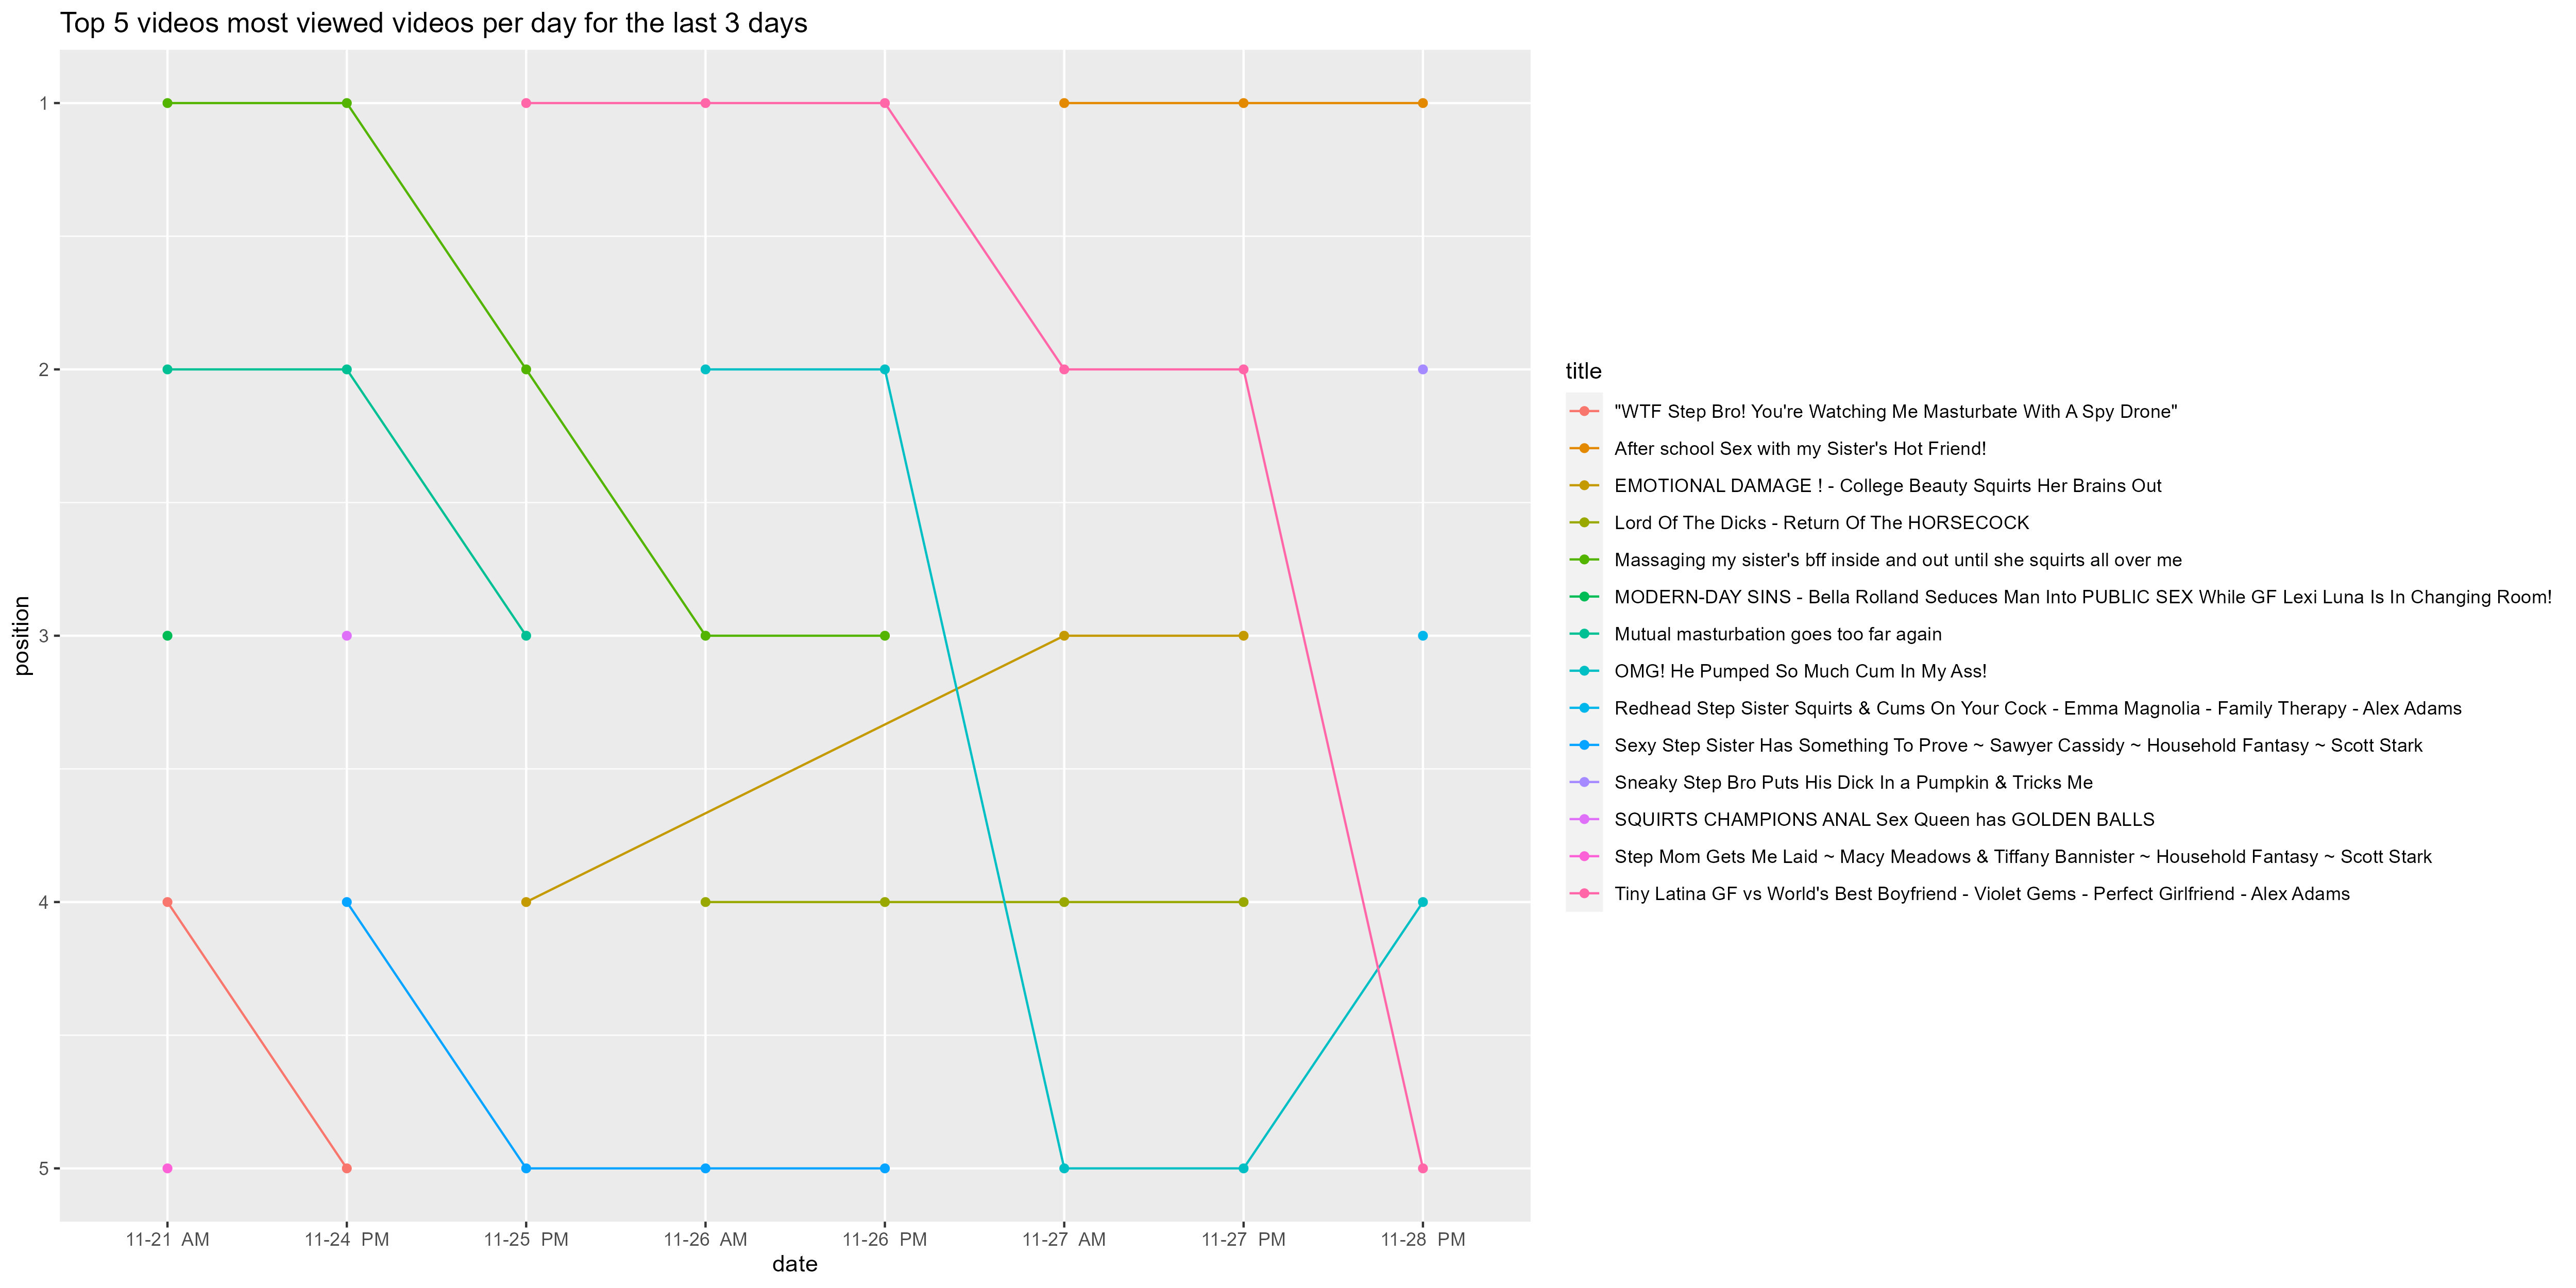 Top 5 videos most viewed videos per day for the last 3 days
position
1
2
3
4
5
11-21 AM
11-24 PM
11-25 PM
11-26 AM
11-26 PM
11-27 AM
11-27 PM
11-28 PM
date
title
"WTF Step Bro! You're Watching Me Masturbate With A Spy Drone"
After school Sex with my Sister's Hot Friend!
EMOTIONAL DAMAGE ! - College Beauty Squirts Her Brains Out
Lord Of The Dicks - Return Of The HORSECOCK
Massaging my sister's bff inside and out until she squirts all over me
MODERN-DAY SINS - Bella Rolland Seduces Man Into PUBLIC SEX While GF Lexi Luna Is In Changing Room!
Mutual masturbation goes too far again
OMG! He Pumped So Much Cum In My Ass!
Redhead Step Sister Squirts & Cums On Your Cock - Emma Magnolia - Family Therapy - Alex Adams
Sexy Step Sister Has Something To Prove ~ Sawyer Cassidy ~ Household Fantasy ~ Scott Stark
Sneaky Step Bro Puts His Dick In a Pumpkin & Tricks Me
SQUIRTS CHAMPIONS ANAL Sex Queen has GOLDEN BALLS
Step Mom Gets Me Laid ~ Macy Meadows & Tiffany Bannister ~ Household Fantasy ~ Scott Stark
Tiny Latina GF vs World's Best Boyfriend - Violet Gems - Perfect Girlfriend - Alex Adams